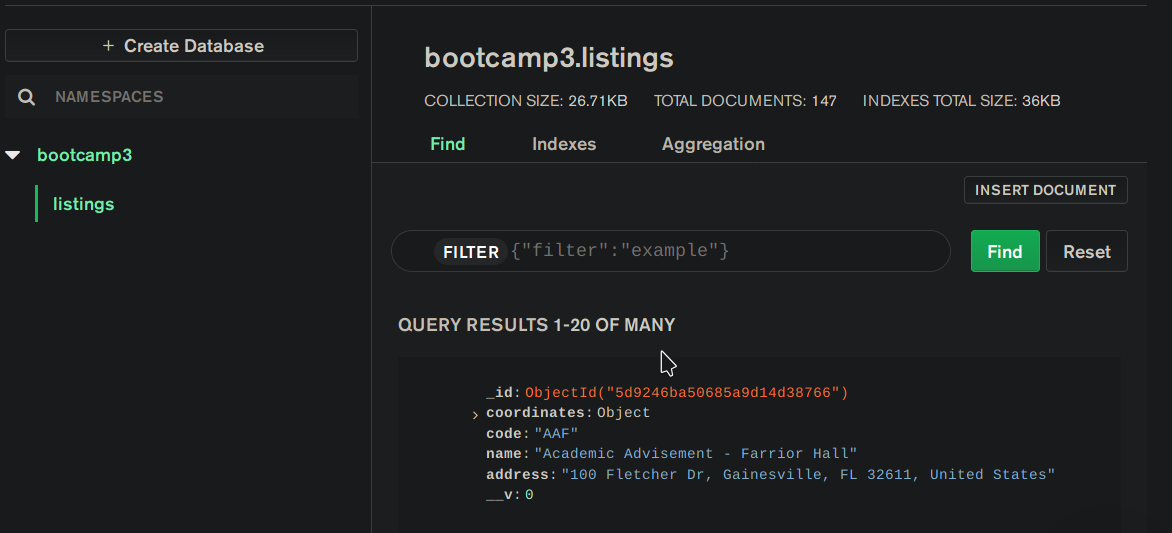 + Create Database
NAMESPACES
bootcamp3
listings
bootcamp3.listings
COLLECTION SIZE: 26.71KB TOTAL DOCUMENTS: 147 INDEXES TOTAL SIZE: 36KB
Find Indexes Aggregation
INSERT DOCUMENT
FILTER {"filter":"example"} Find Reset
QUERY RESULTS 1-20 OF MANY
_id: ObjectId("5d9246ba50685a9d14d38766")
coordinates: Object
code: "AAF"
name: "Academic Advisement - Farrior Hall"
address: "100 Fletcher Dr, Gainesville, FL 32611, United States"
__v: 0